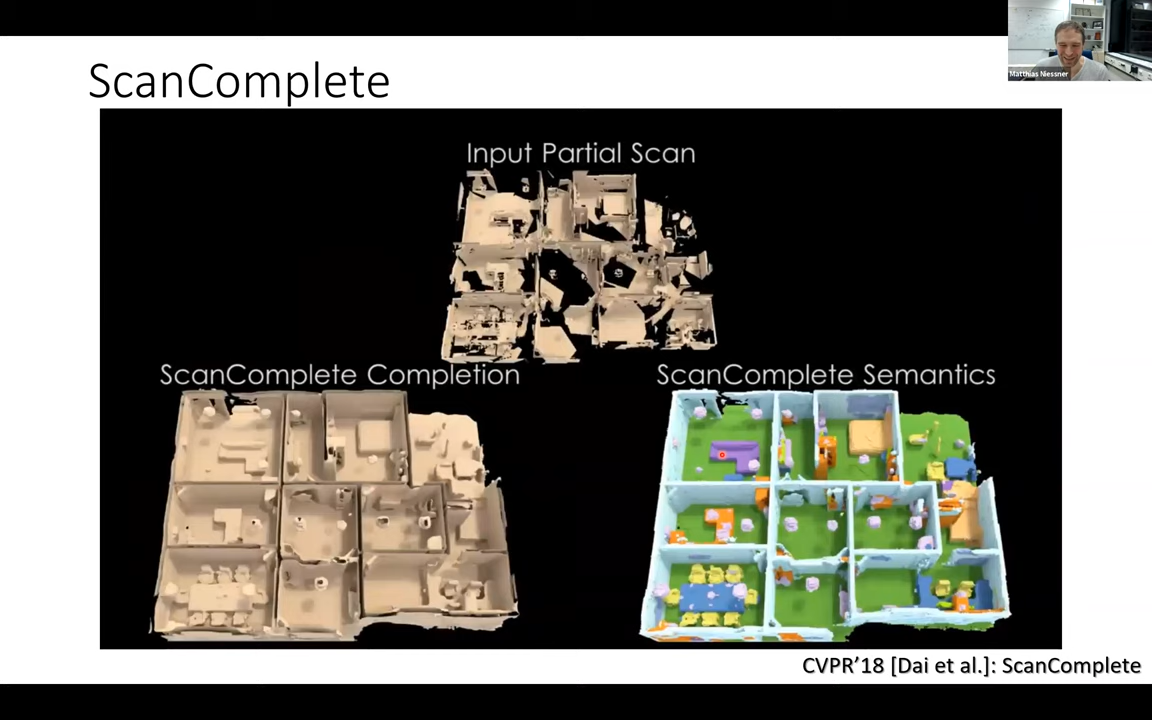 ScanComplete
Matthias Niessner
Input Partial Scan
ScanComplete Completion
ScanComplete Semantics
CVPR’18 [Dai et al.]: ScanComplete